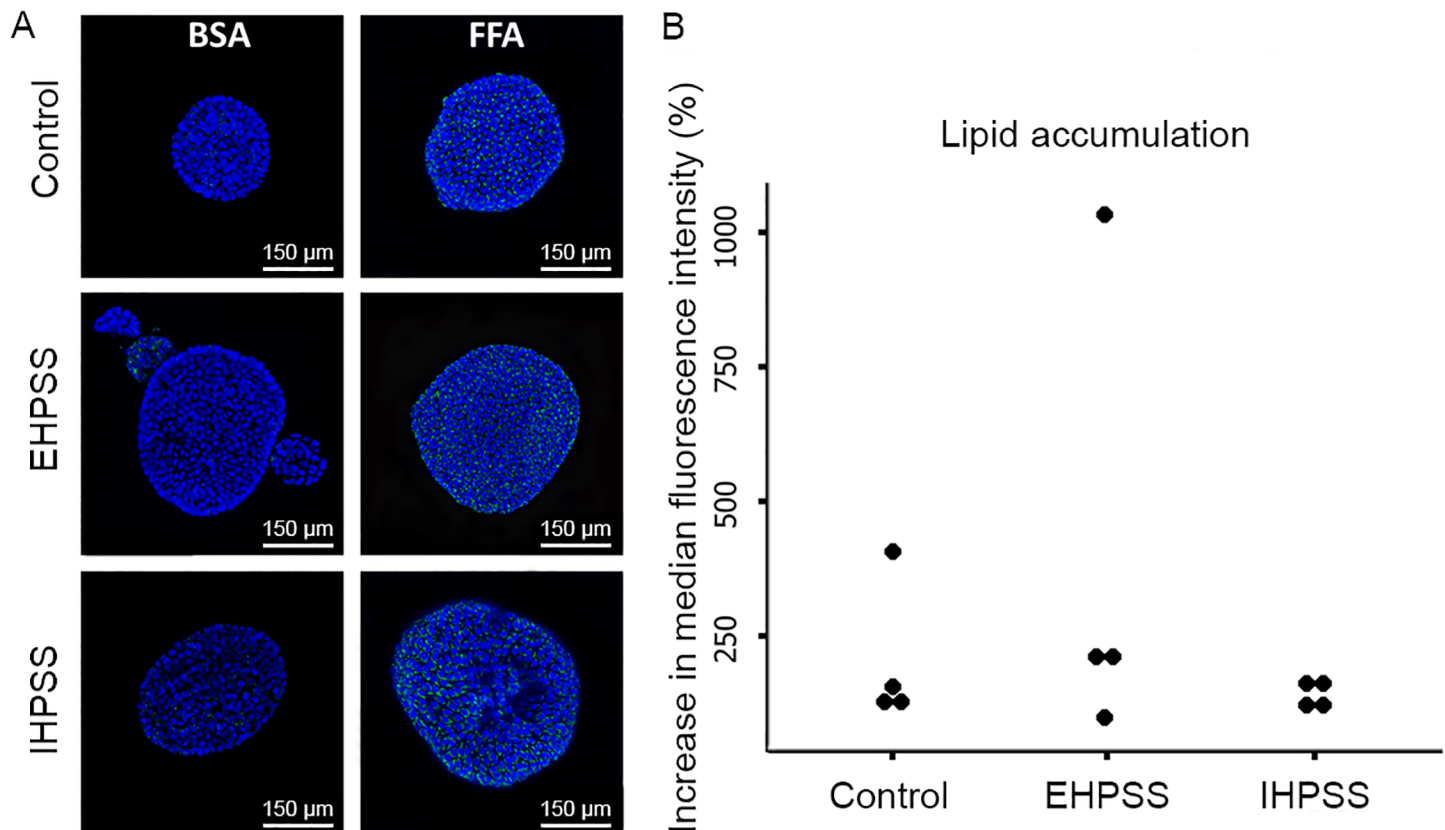 A
BSA
FFA
Control
150 µm
150 µm
EHPSS
150 µm
150 µm
IHPSS
150 µm
150 µm
B
Lipid accumulation
Increase in median fluorescence intensity (%)
1000
750
500
250
Control
EHPSS
IHPSS